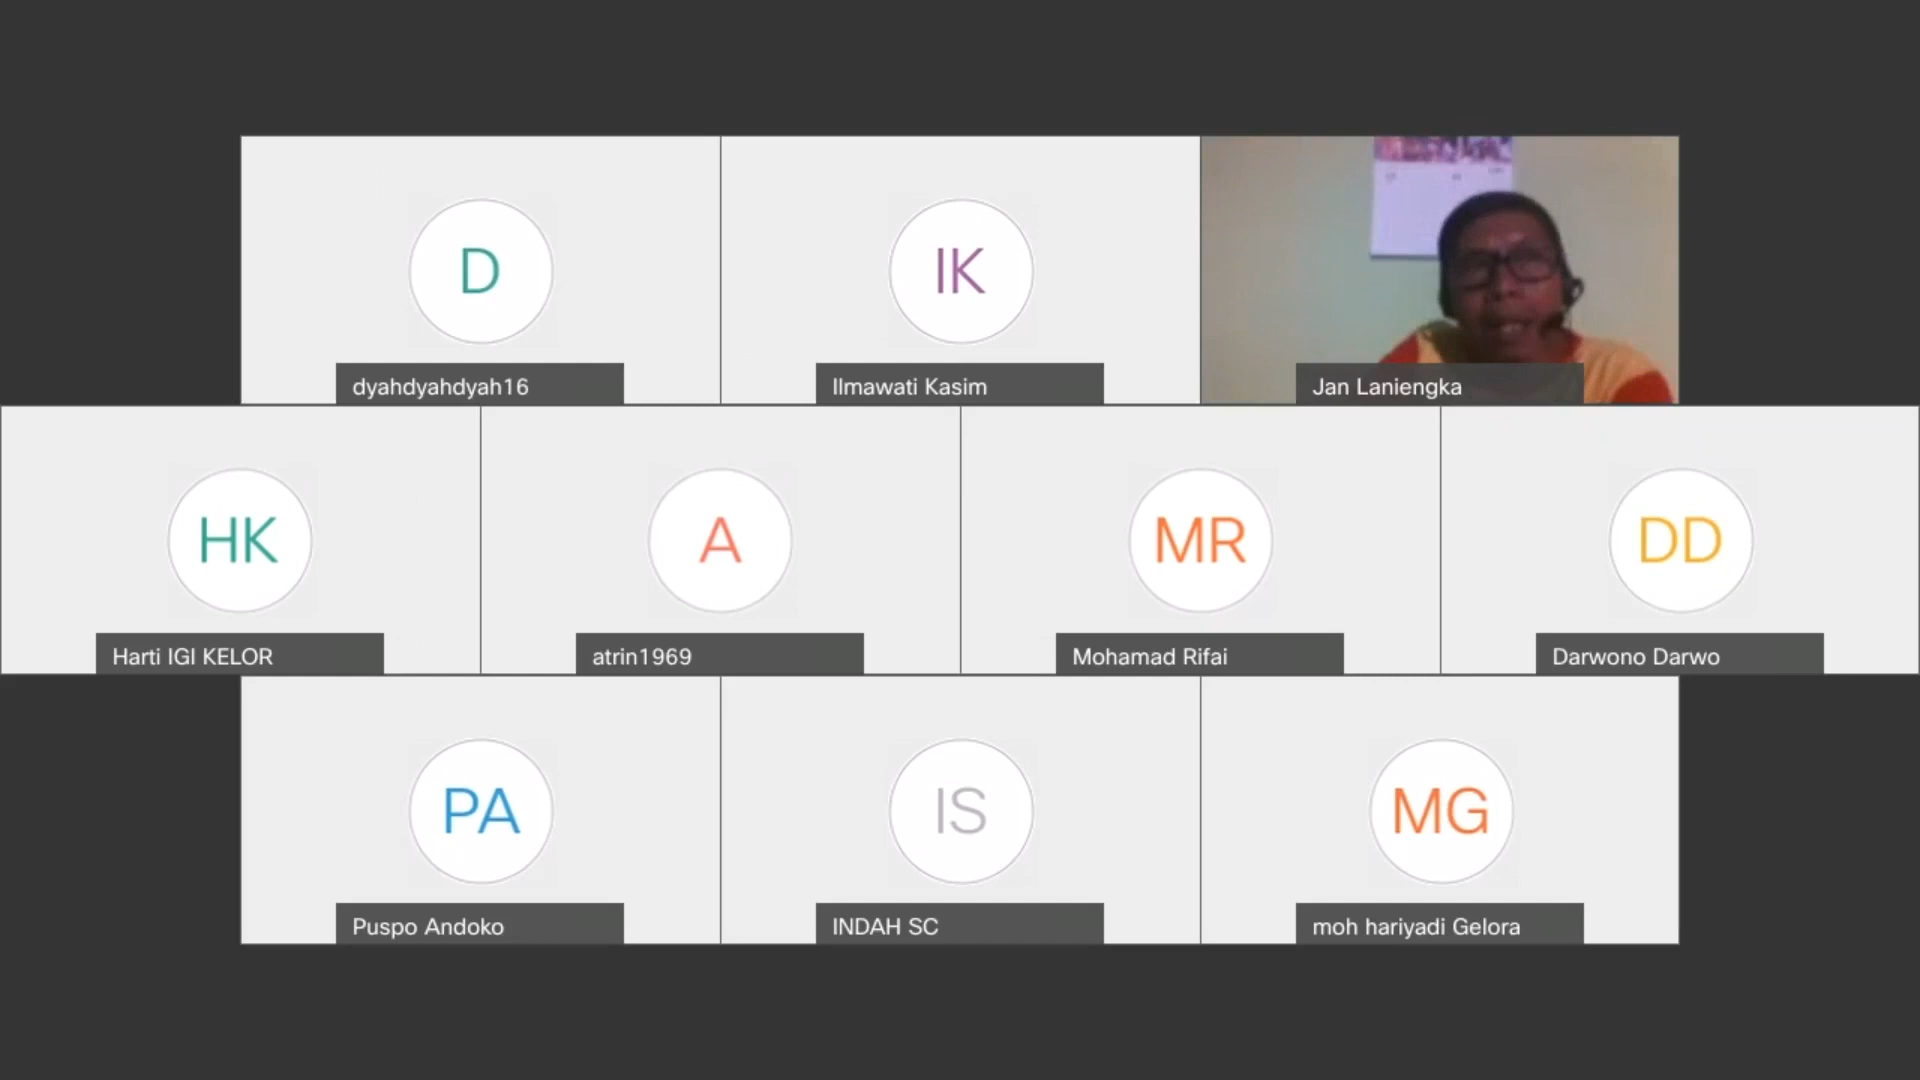 D
IK
dyahdyahdyah16
Ilmawati Kasim
Jan Laniengka
HK
A
MR
DD
Harti IGI KELOR
atrin1969
Mohamad Rifai
Darwono Darwo
PA
IS
MG
Puspo Andoko
INDAH SC
moh hariyadi Gelora